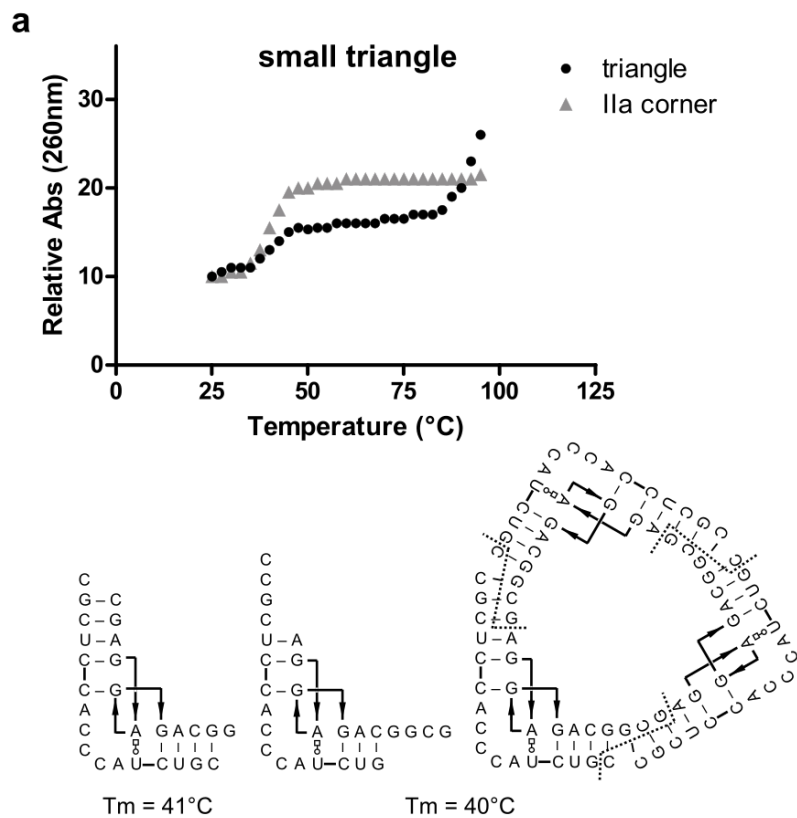 a
small triangle
triangle
IIa corner
Relative Abs (260nm)
30
20
10
0
0 25 50 75 100 125
Temperature (°C)
C
G – C
C – G
U – A
C – G
C – G
A
C A G A C G G
C
C A U – C U G C
Tm = 41°C
C
C
G
C
U – A
C – G
C – G
A
C A G A C G G C G
C
C A U – C U G
Tm = 40°C
C
G – C
C – G
U – A
C – G
C – G
A
C A G A C G G C G
C
C A U – C U G C